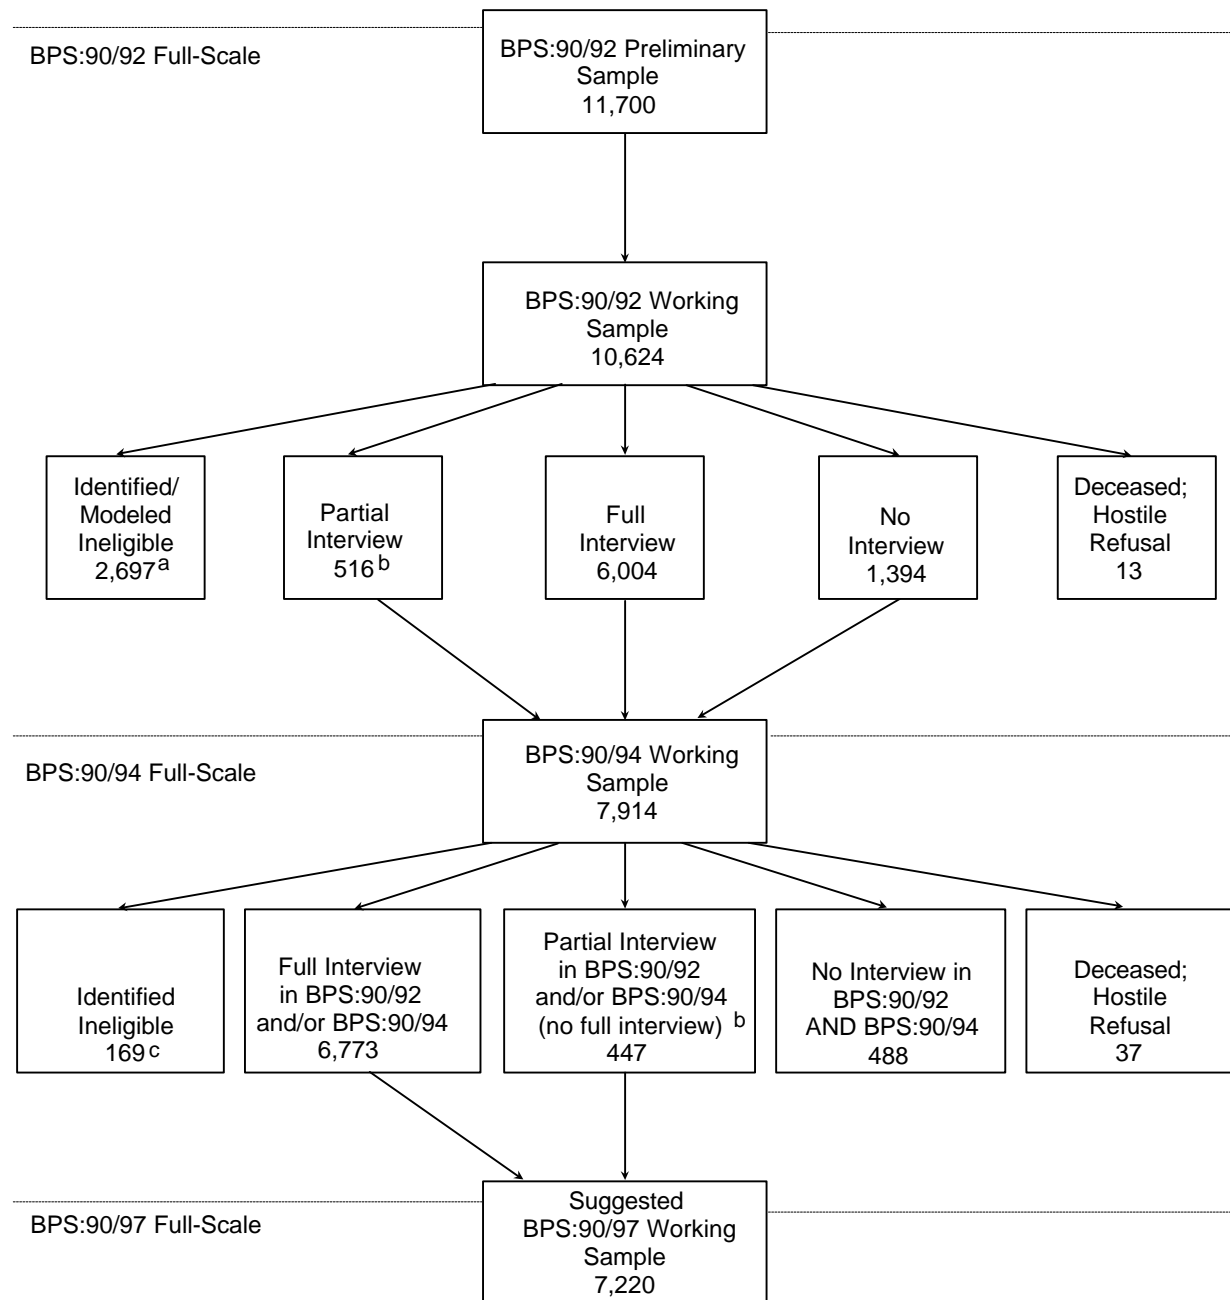 BPS:90/92 Full-Scale
BPS:90/92 Preliminary
Sample
11,700
BPS:90/92 Working
Sample
10,624
Identified/
Modeled
Ineligible
2,697a
Partial
Interview
516b
Full
Interview
6,004
No
Interview
1,394
Deceased;
Hostile
Refusal
13
BPS:90/94 Full-Scale
BPS:90/94 Working
Sample
7,914
Identified
Ineligible
169c
Full Interview
in BPS:90/92
and/or BPS:90/94
6,773
Partial Interview
in BPS:90/92
and/or BPS:90/94
(no full interview) b
447
No Interview in
BPS:90/92
AND BPS:90/94
488
Deceased;
Hostile
Refusal
37
BPS:90/97 Full-Scale
Suggested
BPS:90/97 Working
Sample
7,220